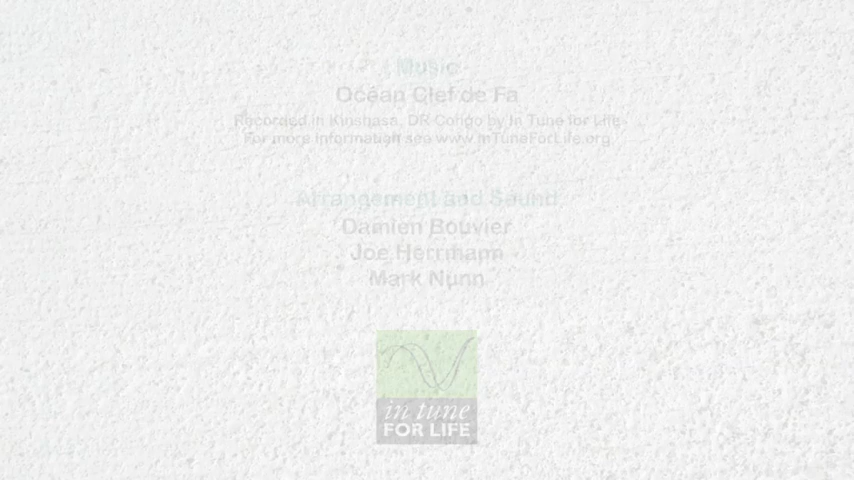 Music
Océan Clef de Fa
Recorded in Kinshasa, DR Congo by In Tune for Life
For more information see www.InTuneForLife.org
Arrangement and Sound
Damien Bouvier
Joe Herrmann
Mark Nunn
in tune
FOR LIFE